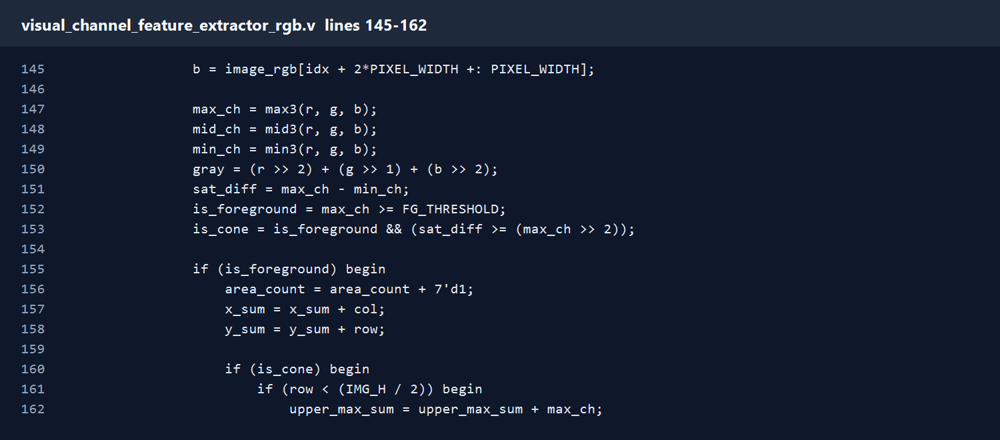 visual_channel_feature_extractor_rgb.v  lines 145-162
145                  b = image_rgb[idx + 2*PIXEL_WIDTH +: PIXEL_WIDTH];
146
147                  max_ch = max3(r, g, b);
148                  mid_ch = mid3(r, g, b);
149                  min_ch = min3(r, g, b);
150                  gray = (r >> 2) + (g >> 1) + (b >> 2);
151                  sat_diff = max_ch - min_ch;
152                  is_foreground = max_ch >= FG_THRESHOLD;
153                  is_cone = is_foreground && (sat_diff >= (max_ch >> 2));
154
155                  if (is_foreground) begin
156                      area_count = area_count + 7'd1;
157                      x_sum = x_sum + col;
158                      y_sum = y_sum + row;
159
160                      if (is_cone) begin
161                          if (row < (IMG_H / 2)) begin
162                              upper_max_sum = upper_max_sum + max_ch;